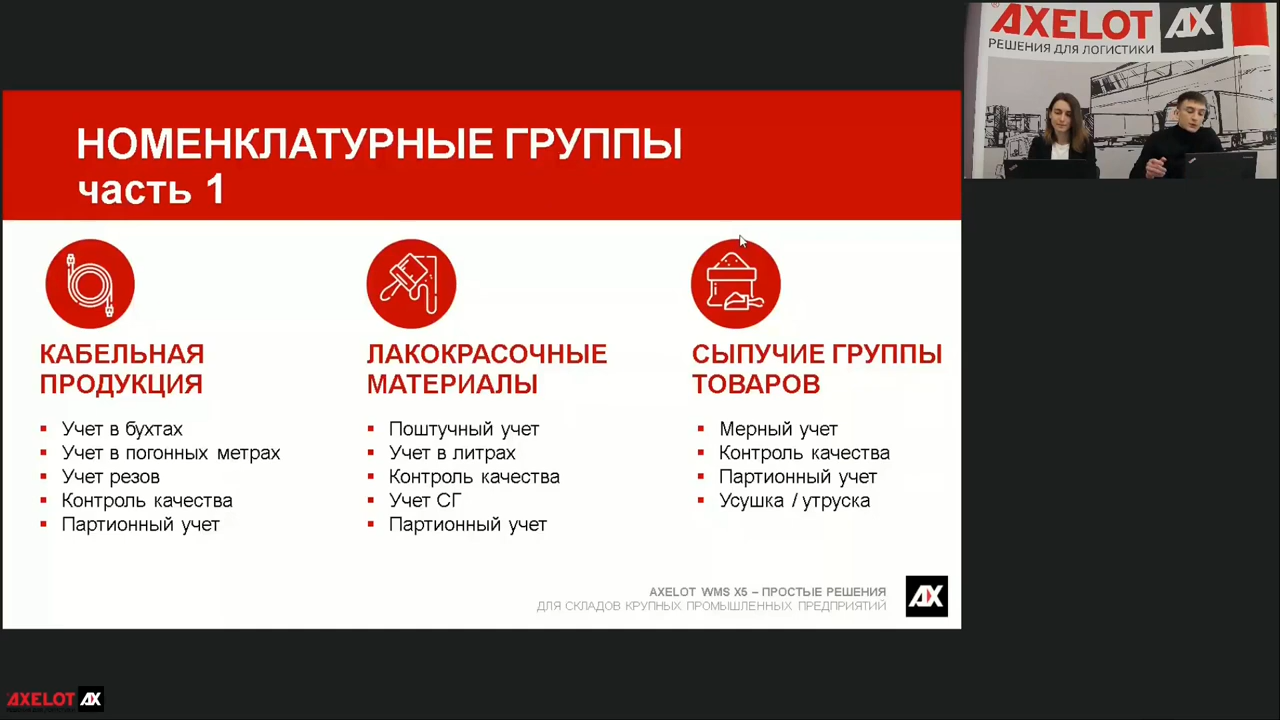 AXELOT
РЕШЕНИЯ ДЛЯ ЛОГИСТИКИ
НОМЕНКЛАТУРНЫЕ ГРУППЫ
часть 1
КАБЕЛЬНАЯ
ПРОДУКЦИЯ
Учет в бухтах
Учет в погонных метрах
Учет резов
Контроль качества
Партионный учет
ЛАКОКРАСОЧНЫЕ
МАТЕРИАЛЫ
Поштучный учет
Учет в литрах
Контроль качества
Учет СГ
Партионный учет
СЫПУЧИЕ ГРУППЫ
ТОВАРОВ
Мерный учет
Контроль качества
Партионный учет
Усушка / утруска
AXELOT WMS X5 – ПРОСТЫЕ РЕШЕНИЯ
ДЛЯ СКЛАДОВ КРУПНЫХ ПРОМЫШЛЕННЫХ ПРЕДПРИЯТИЙ
AXELOT